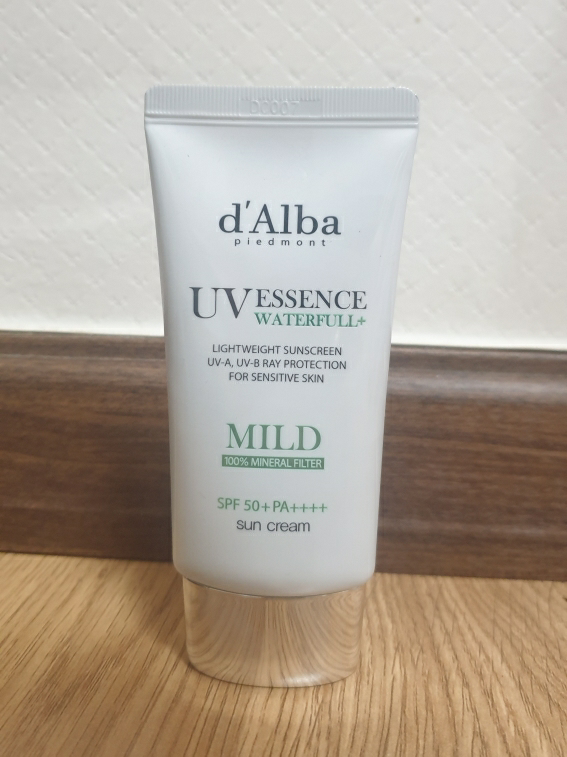 d'Alba
piedmont
UV ESSENCE
WATERFULL+
LIGHTWEIGHT SUNSCREEN
UV-A, UV-B RAY PROTECTION
FOR SENSITIVE SKIN
MILD
100% MINERAL FILTER
SPF 50+ PA++++
sun cream